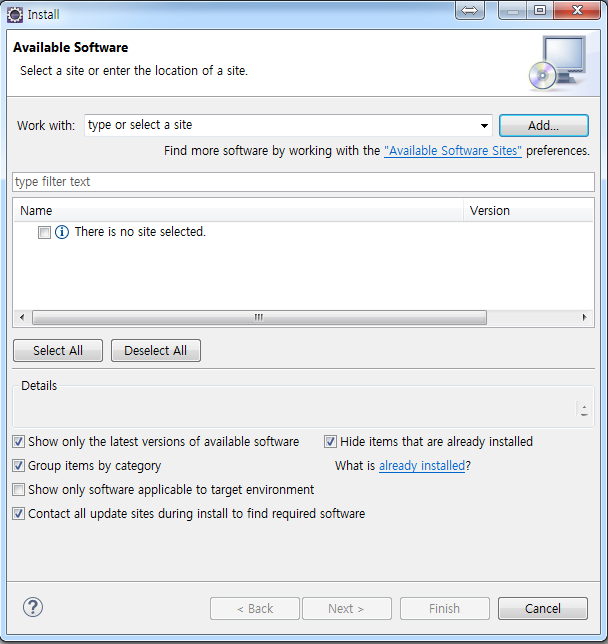 Install
Available Software
Select a site or enter the location of a site.
Work with: type or select a site Add...
Find more software by working with the "Available Software Sites" preferences.
type filter text
Name Version
There is no site selected.
Select All Deselect All
Details
Show only the latest versions of available software Hide items that are already installed
Group items by category What is already installed?
Show only software applicable to target environment
Contact all update sites during install to find required software
? < Back Next > Finish Cancel